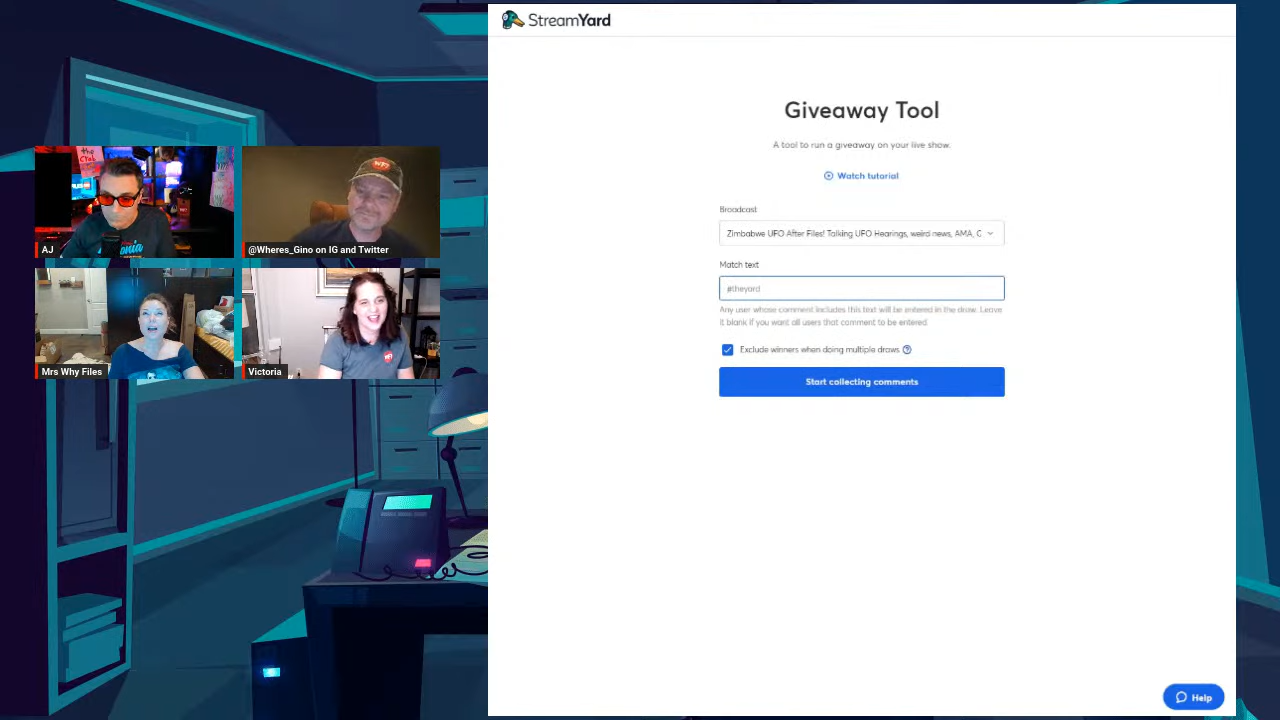 StreamYard
Giveaway Tool
A tool to run a giveaway on your live show.
Watch tutorial
Broadcast
Zimbabwe UFO After Files! Talking UFO Hearings, weird news, AMA, C
Match text
#theyard
Any user whose comment includes this text will be entered in the draw. Leave
it blank if you want all users that comment to be entered.
Exclude winners when doing multiple draws
Start collecting comments
Help
the
AJ
@Wheres_Gino on IG and Twitter
Mrs Why Files
Victoria